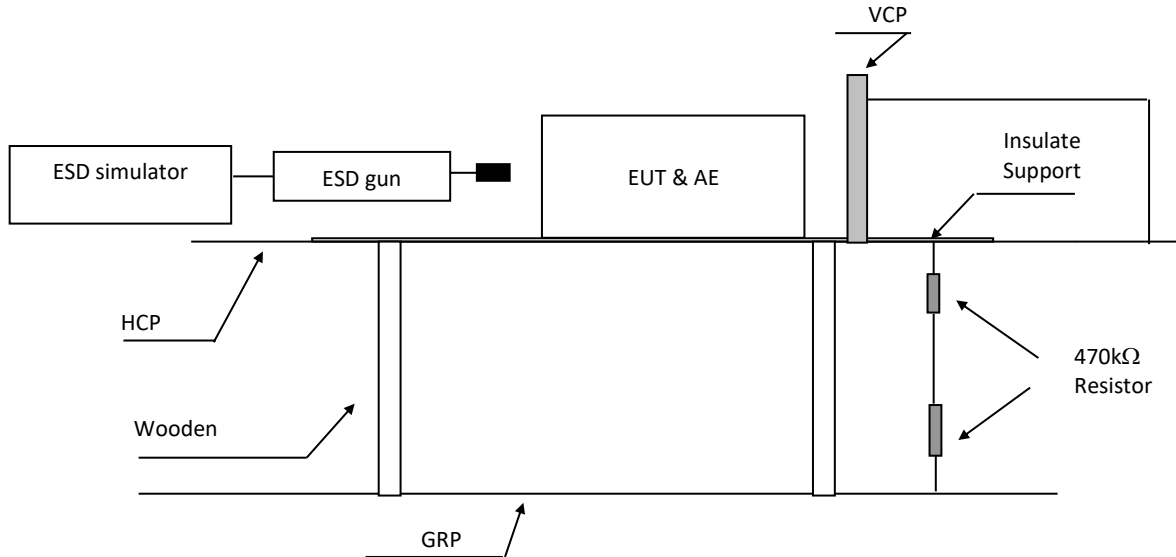 VCP
ESD simulator
ESD gun
EUT & AE
Insulate
Support
HCP
470kΩ
Resistor
Wooden
GRP